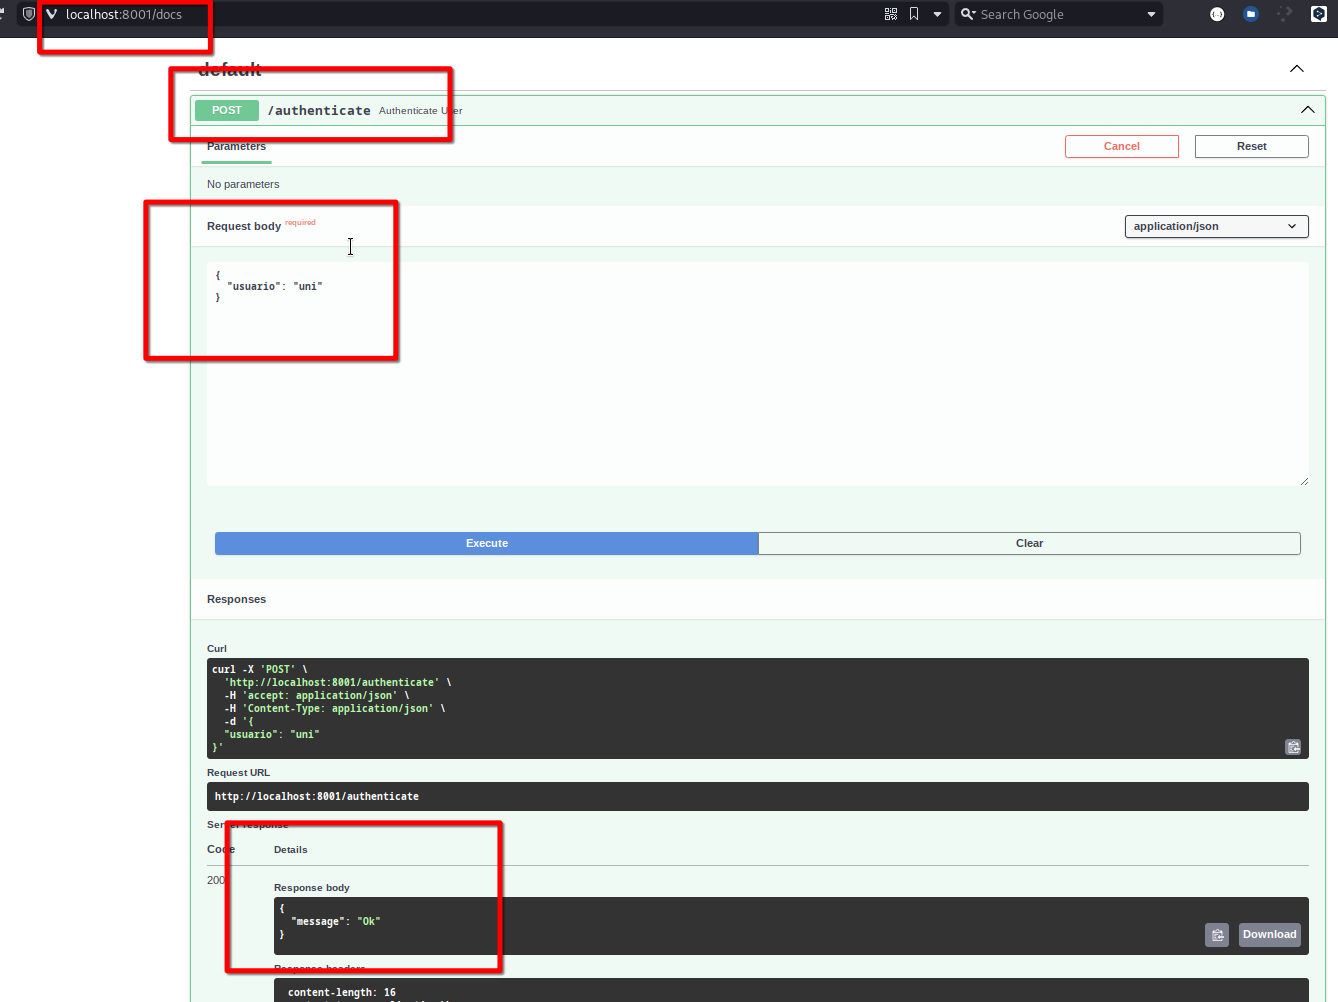 localhost:8001/docs
Search Google
default
POST /authenticate Authenticate User
Parameters
Cancel
Reset
No parameters
Request body required
application/json
{
"usuario": "uni"
}
Execute
Clear
Responses
Curl
curl -X 'POST' \
'http://localhost:8001/authenticate' \
-H 'accept: application/json' \
-H 'Content-Type: application/json' \
-d '{
"usuario": "uni"
}'
Request URL
http://localhost:8001/authenticate
Server response
Code Details
200
Response body
{
"message": "Ok"
}
Download
Response headers
content-length: 16